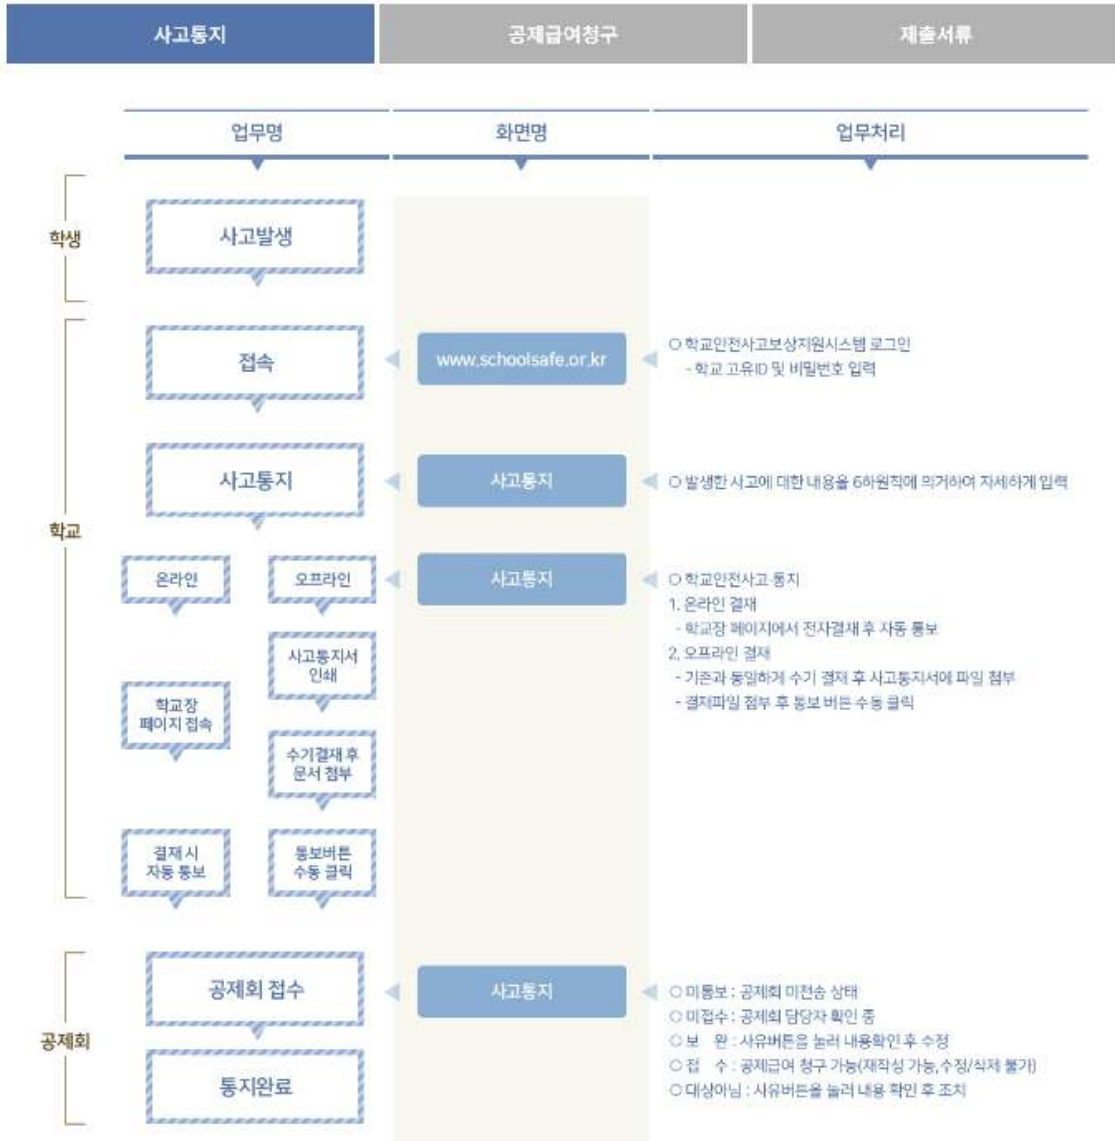 사고통지
공제급여청구
제출서류
업무명
화면명
업무처리
학생
사고발생
학교
접속
www.schoolsafe.or.kr
○ 학교안전사고보상지원시스템 로그인
- 학교 고유ID 및 비밀번호 입력
사고통지
사고통지
○ 발생한 사고에 대한 내용을 6하원칙에 의거하여 자세하게 입력
온라인
오프라인
사고통지
○ 학교안전사고 통지
1. 온라인 결재
- 학교장 페이지에서 전자결재 후 자동 통보
2. 오프라인 결재
- 기존과 동일하게 수기 결재 후 사고통지서에 파일 첨부
- 결재파일 첨부 후 통보 버튼 수동 클릭
사고통지서
인쇄
학교장
페이지 접속
수기결재 후
문서 첨부
결재 시
자동 통보
통보버튼
수동 클릭
공제회
공제회 접수
사고통지
○ 미통보 : 공제회 미전송 상태
○ 미접수 : 공제회 담당자 확인 중
○ 보 완 : 사유버튼을 눌러 내용확인 후 수정
○ 접 수 : 공제급여 청구 가능(재작성 가능,수정/삭제 불가)
○ 대상아님 : 사유버튼을 눌러 내용 확인 후 조치
통지완료